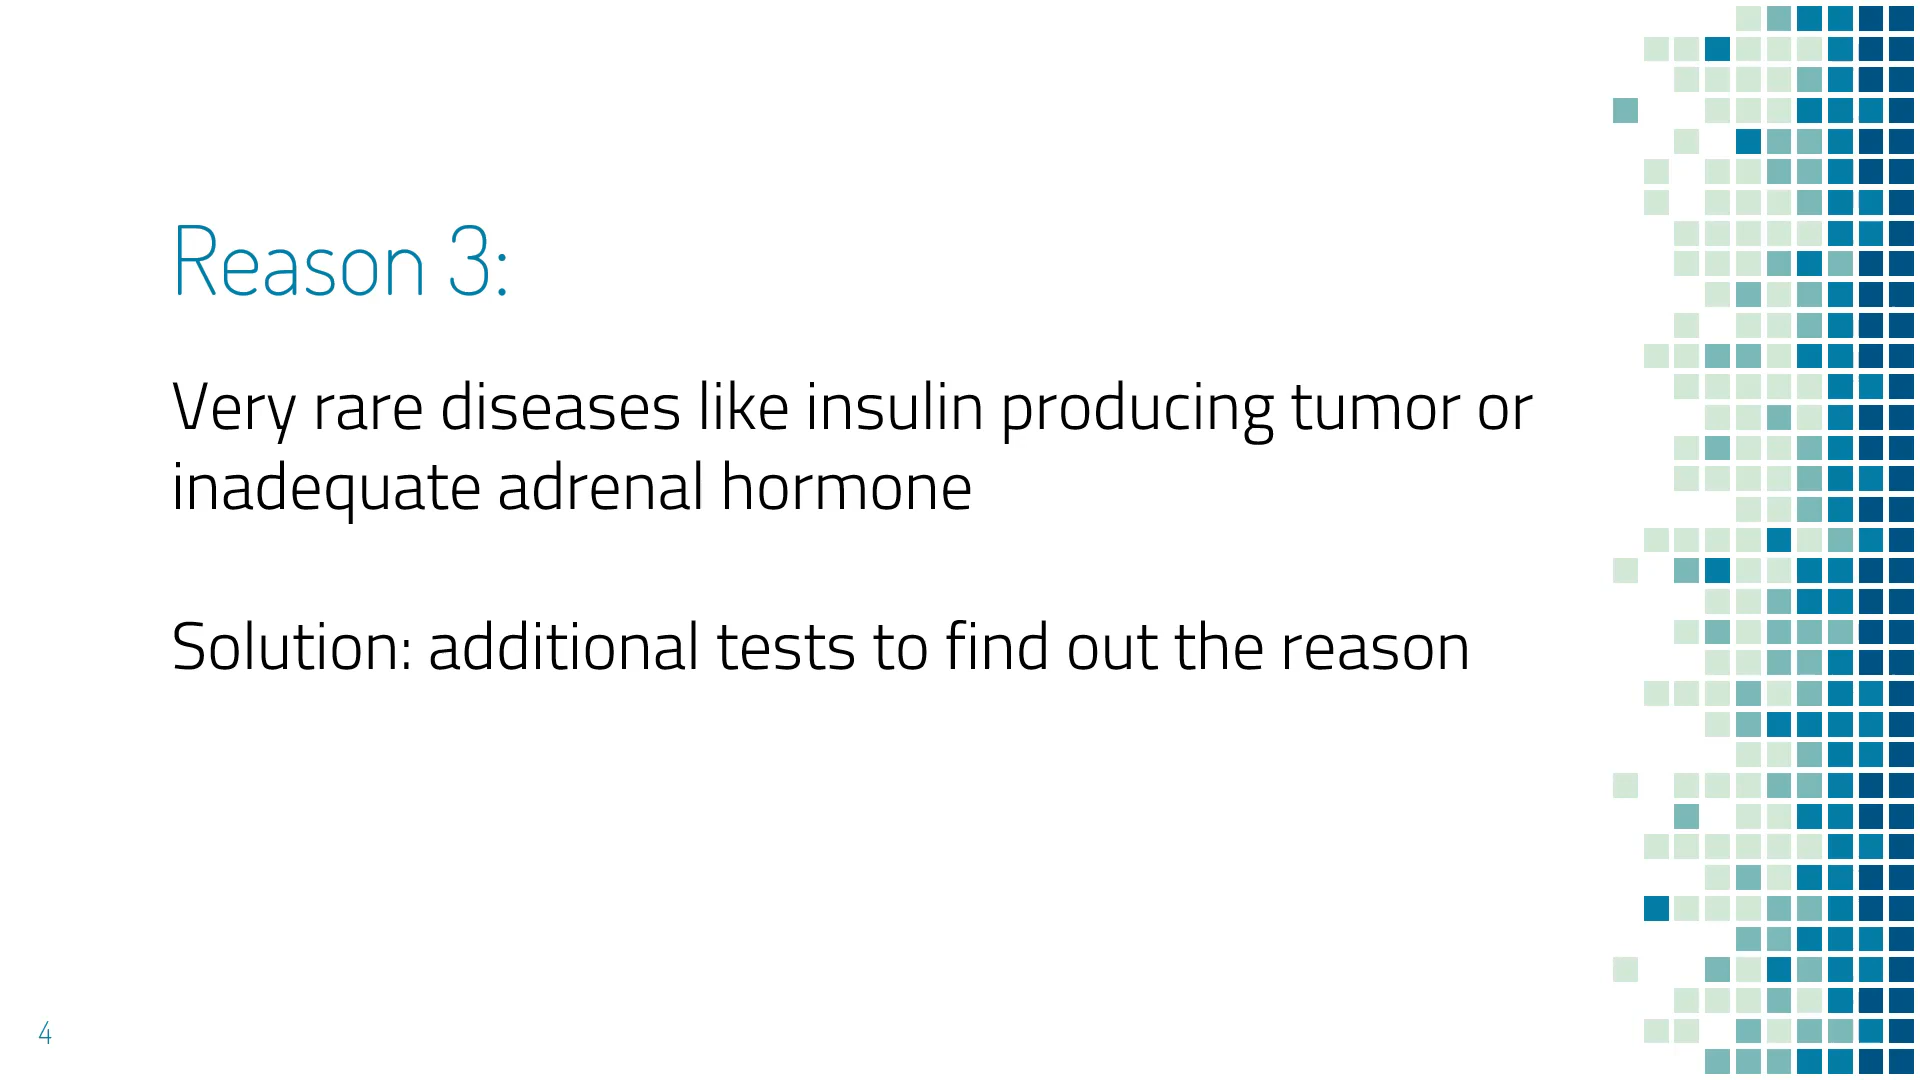 Reason 3:
Very rare diseases like insulin producing tumor or
inadequate adrenal hormone
Solution: additional tests to find out the reason
4